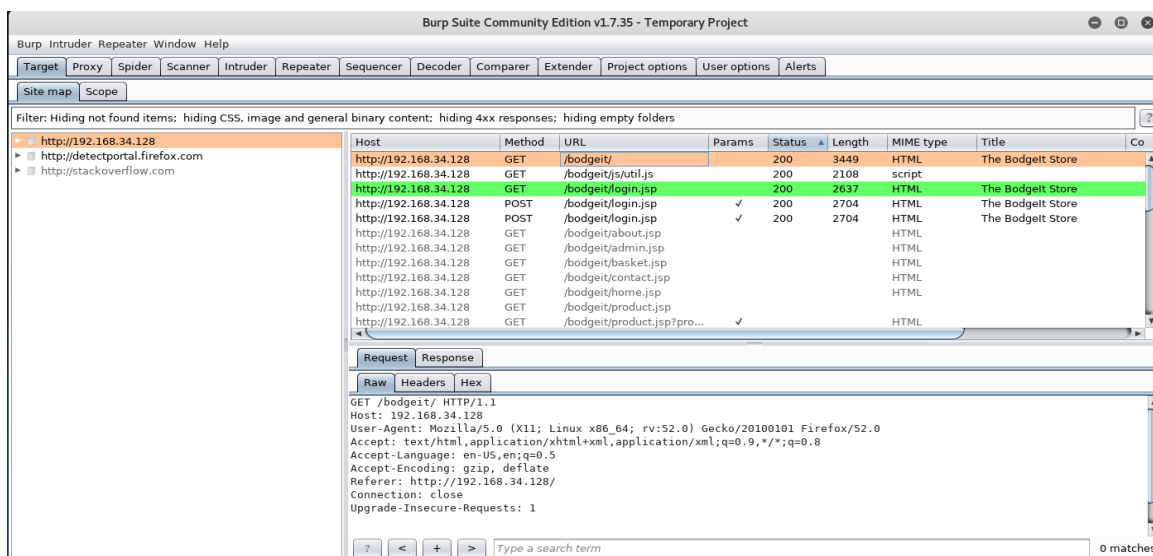 Burp Suite Community Edition v1.7.35 - Temporary Project
Burp Intruder Repeater Window Help
Target Proxy Spider Scanner Intruder Repeater Sequencer Decoder Comparer Extender Project options User options Alerts
Site map Scope
Filter: Hiding not found items; hiding CSS, image and general binary content; hiding 4xx responses; hiding empty folders ?
http://192.168.34.128
http://detectportal.firefox.com
http://stackoverflow.com
Host Method URL Params Status Length MIME type Title Co
http://192.168.34.128 GET /bodgeit/ 200 3449 HTML The BodgeIt Store
http://192.168.34.128 GET /bodgeit/js/util.js 200 2108 script
http://192.168.34.128 GET /bodgeit/login.jsp 200 2637 HTML The BodgeIt Store
http://192.168.34.128 POST /bodgeit/login.jsp ✓ 200 2704 HTML The BodgeIt Store
http://192.168.34.128 POST /bodgeit/login.jsp ✓ 200 2704 HTML The BodgeIt Store
http://192.168.34.128 GET /bodgeit/about.jsp HTML
http://192.168.34.128 GET /bodgeit/admin.jsp HTML
http://192.168.34.128 GET /bodgeit/basket.jsp HTML
http://192.168.34.128 GET /bodgeit/contact.jsp HTML
http://192.168.34.128 GET /bodgeit/home.jsp HTML
http://192.168.34.128 GET /bodgeit/product.jsp
http://192.168.34.128 GET /bodgeit/product.jsp?pro... ✓ HTML
Request Response
Raw Headers Hex
GET /bodgeit/ HTTP/1.1
Host: 192.168.34.128
User-Agent: Mozilla/5.0 (X11; Linux x86_64; rv:52.0) Gecko/20100101 Firefox/52.0
Accept: text/html,application/xhtml+xml,application/xml;q=0.9,*/*;q=0.8
Accept-Language: en-US,en;q=0.5
Accept-Encoding: gzip, deflate
Referer: http://192.168.34.128/
Connection: close
Upgrade-Insecure-Requests: 1
? < + > Type a search term 0 matches